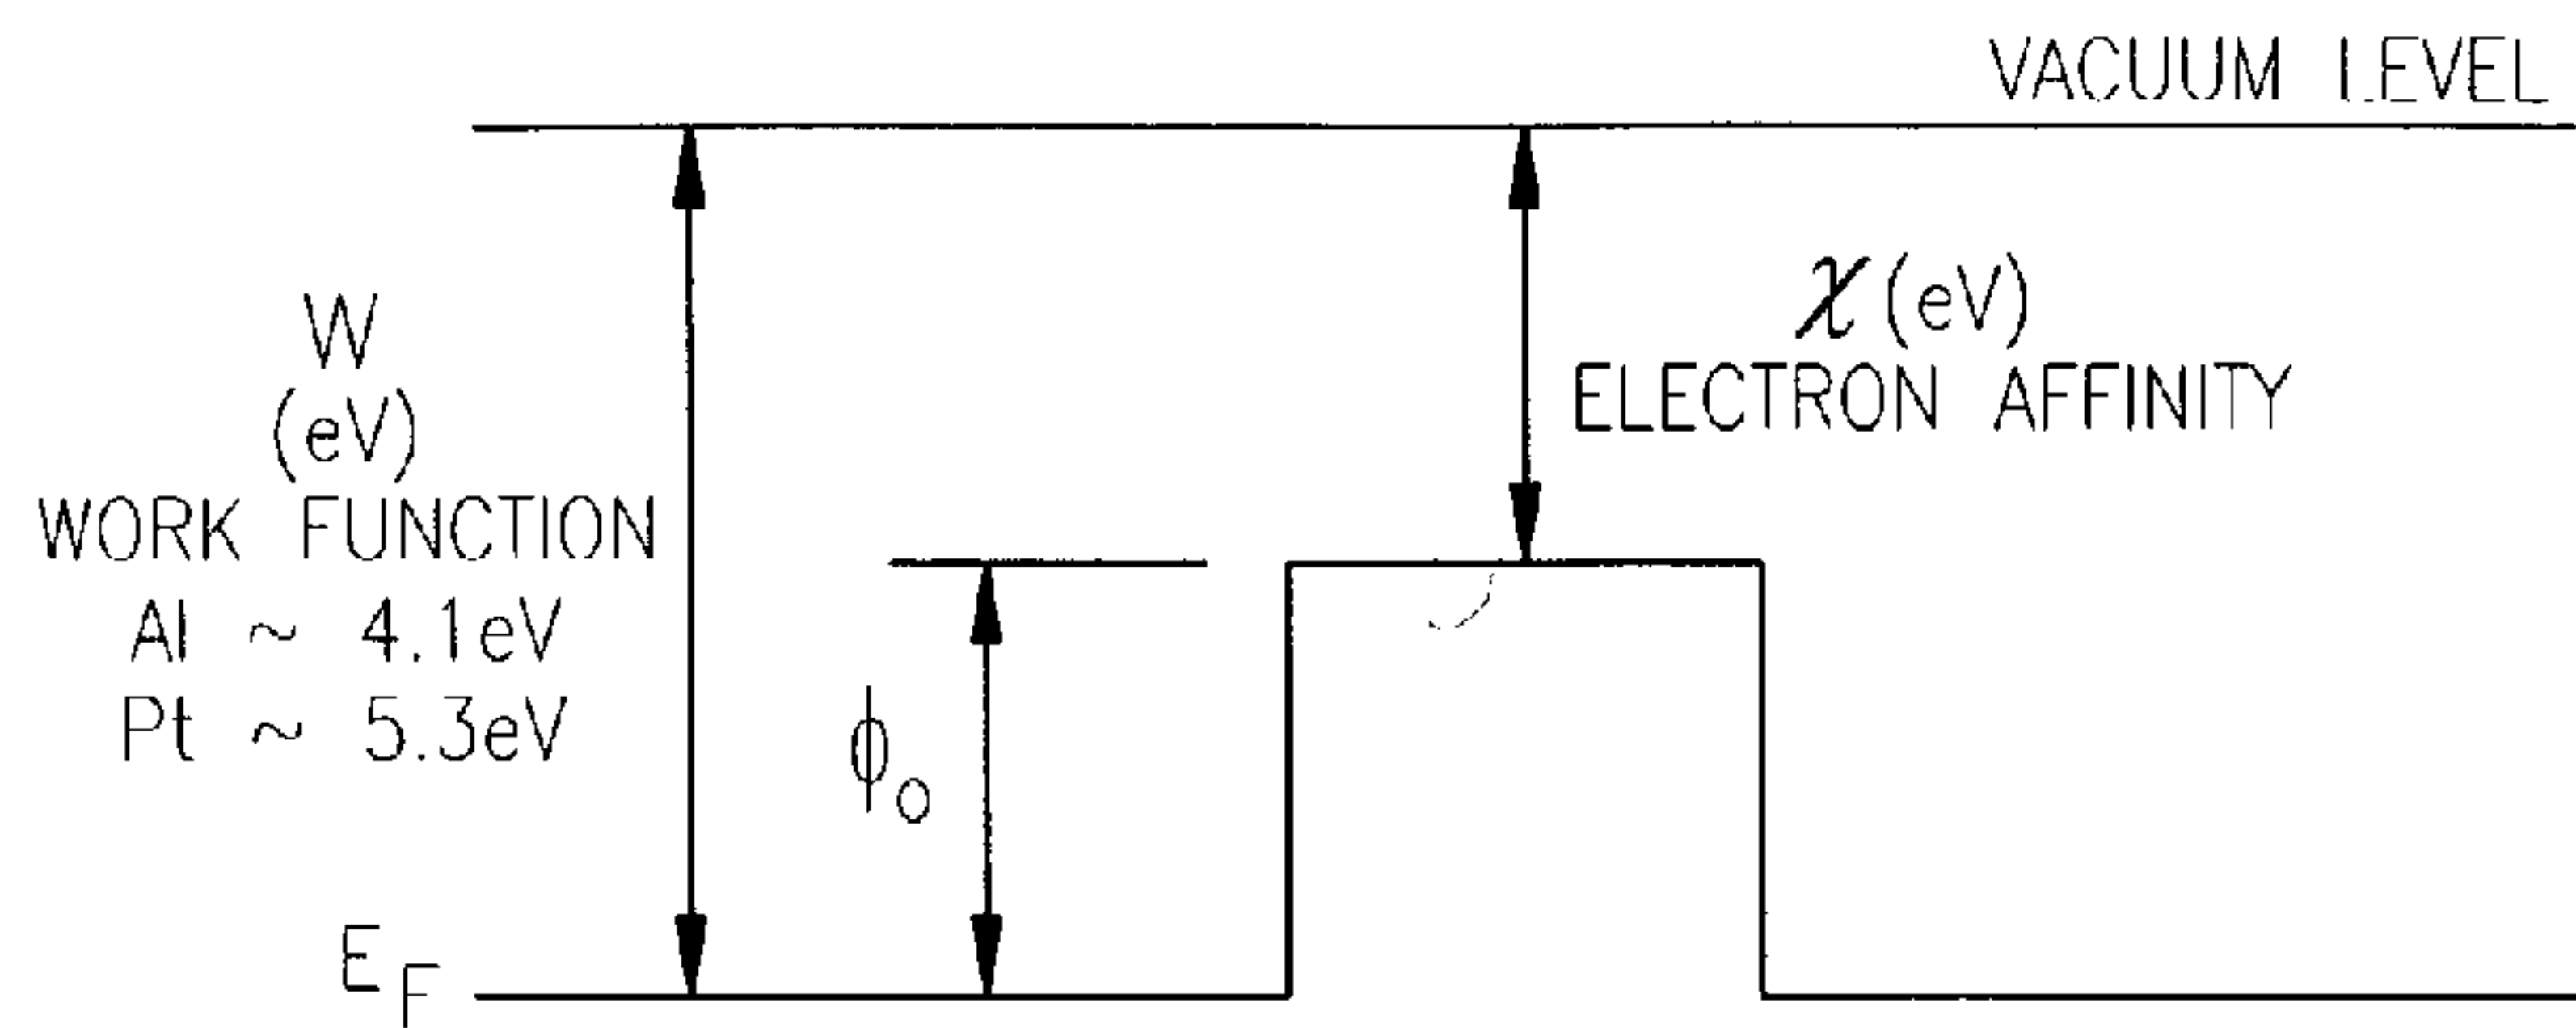 VACUUM LEVEL
W
(eV)
WORK FUNCTION
Al ~ 4.1eV
Pt ~ 5.3eV
χ(eV)
ELECTRON AFFINITY
ϕo
EF